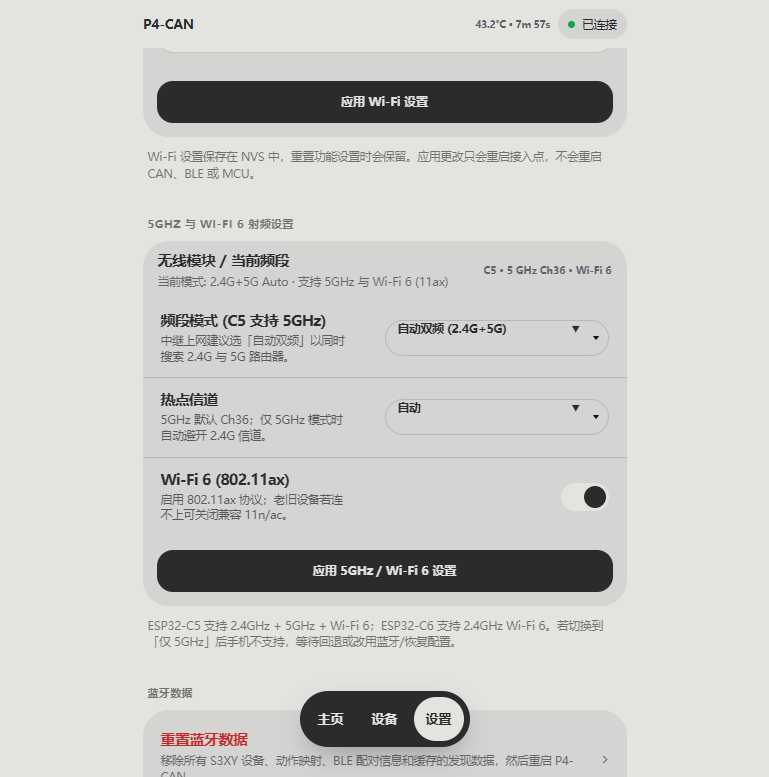 P4-CAN
43.2°C • 7m 57s
已连接
应用 Wi-Fi 设置
Wi-Fi 设置保存在 NVS 中，重置功能设置时会保留。应用更改只会重启接入点，不会重启
CAN、BLE 或 MCU。
5GHZ 与 WI-FI 6 射频设置
无线模块 / 当前频段
当前模式: 2.4G+5G Auto · 支持 5GHz 与 Wi-Fi 6 (11ax)
C5 • 5 GHz Ch36 • Wi-Fi 6
频段模式 (C5 支持 5GHz)
中继上网建议选「自动双频」以同时
搜索 2.4G 与 5G 路由器。
自动双频 (2.4G+5G)
热点信道
5GHz 默认 Ch36；仅 5GHz 模式时
自动避开 2.4G 信道。
自动
Wi-Fi 6 (802.11ax)
启用 802.11ax 协议；老旧设备若连
不上可关闭兼容 11n/ac。
应用 5GHz / Wi-Fi 6 设置
ESP32-C5 支持 2.4GHz + 5GHz + Wi-Fi 6；ESP32-C6 支持 2.4GHz Wi-Fi 6。若切换到
「仅 5GHz」后手机不支持，等待回退或改用蓝牙/恢复配置。
蓝牙数据
主页
设备
设置
重置蓝牙数据
移除所有 S3XY 设备、动作映射、BLE 配对信息和缓存的发现数据，然后重启 P4-
CAN